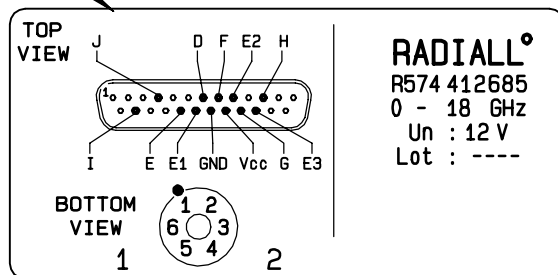 TOP
VIEW
J D F E2 H
1
I E E1 GND Vcc G E3
BOTTOM
VIEW
1 2
6 3
5 4
1 2
RADIALL°
R574 412685
0 - 18 GHz
Un : 12 V
Lot : ----